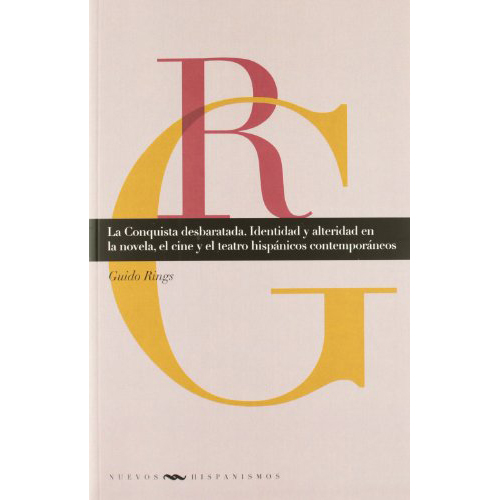 R
G
La Conquista desbaratada. Identidad y alteridad en
la novela, el cine y el teatro hispánicos contemporáneos
Guido Rings
NUEVOS HISPANISMOS